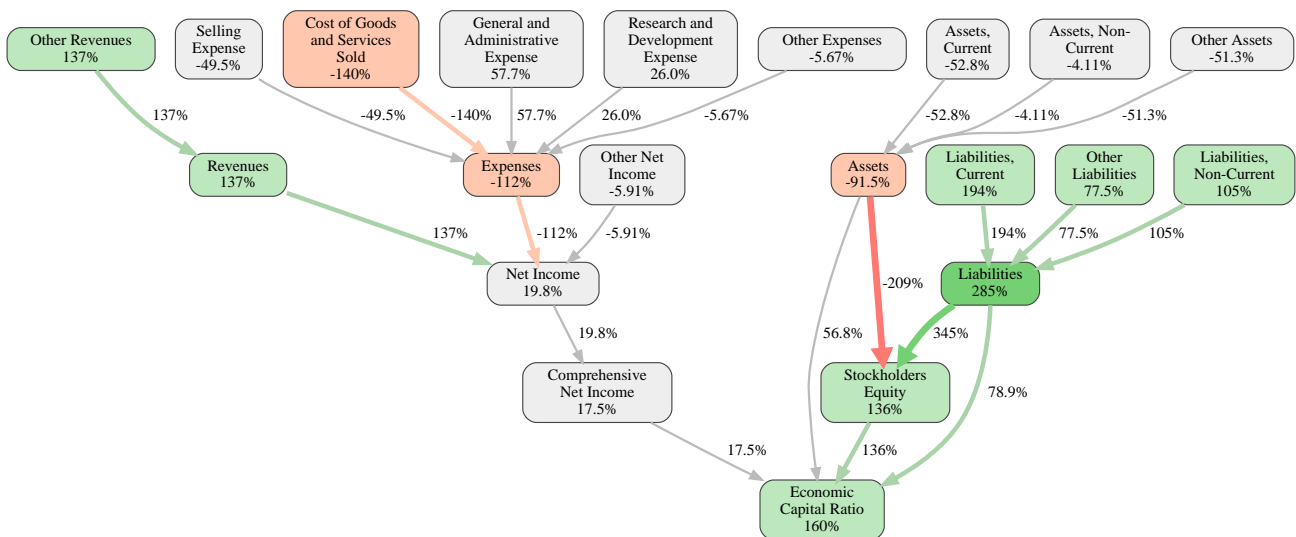 Other Revenues
137%
Selling
Expense
-49.5%
Cost of Goods
and Services
Sold
-140%
General and
Administrative
Expense
57.7%
Research and
Development
Expense
26.0%
Other Expenses
-5.67%
Assets,
Current
-52.8%
Assets, Non-
Current
-4.11%
Other Assets
-51.3%
137%
-49.5%
-140%
57.7%
26.0%
-5.67%
-52.8%
-4.11%
-51.3%
Revenues
137%
Expenses
-112%
Other Net
Income
-5.91%
Assets
-91.5%
Liabilities,
Current
194%
Other
Liabilities
77.5%
Liabilities,
Non-Current
105%
137%
-112%
-5.91%
194%
77.5%
105%
Net Income
19.8%
-209%
Liabilities
285%
19.8%
56.8%
345%
Comprehensive
Net Income
17.5%
Stockholders
Equity
136%
78.9%
17.5%
136%
Economic
Capital Ratio
160%